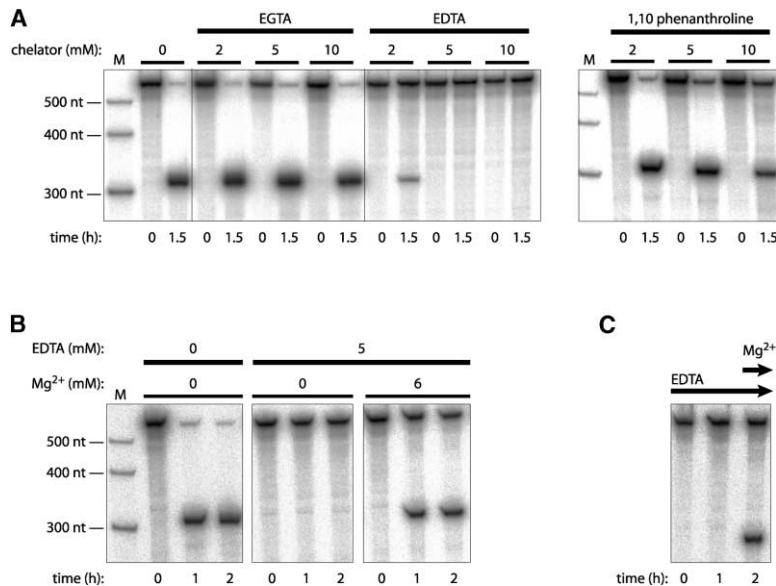 A
EGTA EDTA 1,10 phenanthroline
chelator (mM): 0 2 5 10 2 5 10 2 5 10
M M
500 nt
400 nt
300 nt
time (h): 0 1.5 0 1.5 0 1.5 0 1.5 0 1.5 0 1.5 0 1.5 0 1.5 0 1.5 0 1.5
B C
EDTA (mM): 0 5 Mg2+
Mg2+ (mM): 0 0 6 EDTA
M
500 nt
400 nt
300 nt
time (h): 0 1 2 0 1 2 0 1 2 time (h): 0 1 2